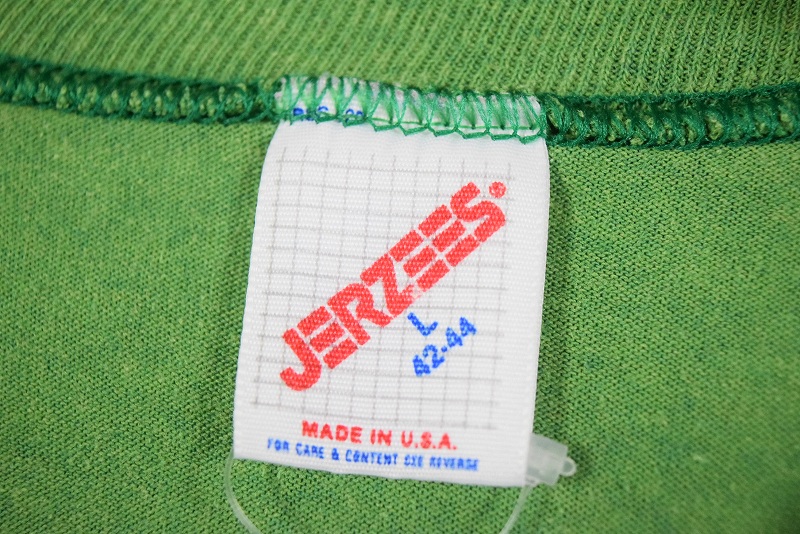 JERZEES®
L
42-44
MADE IN U.S.A.
FOR CARE & CONTENT SEE REVERSE